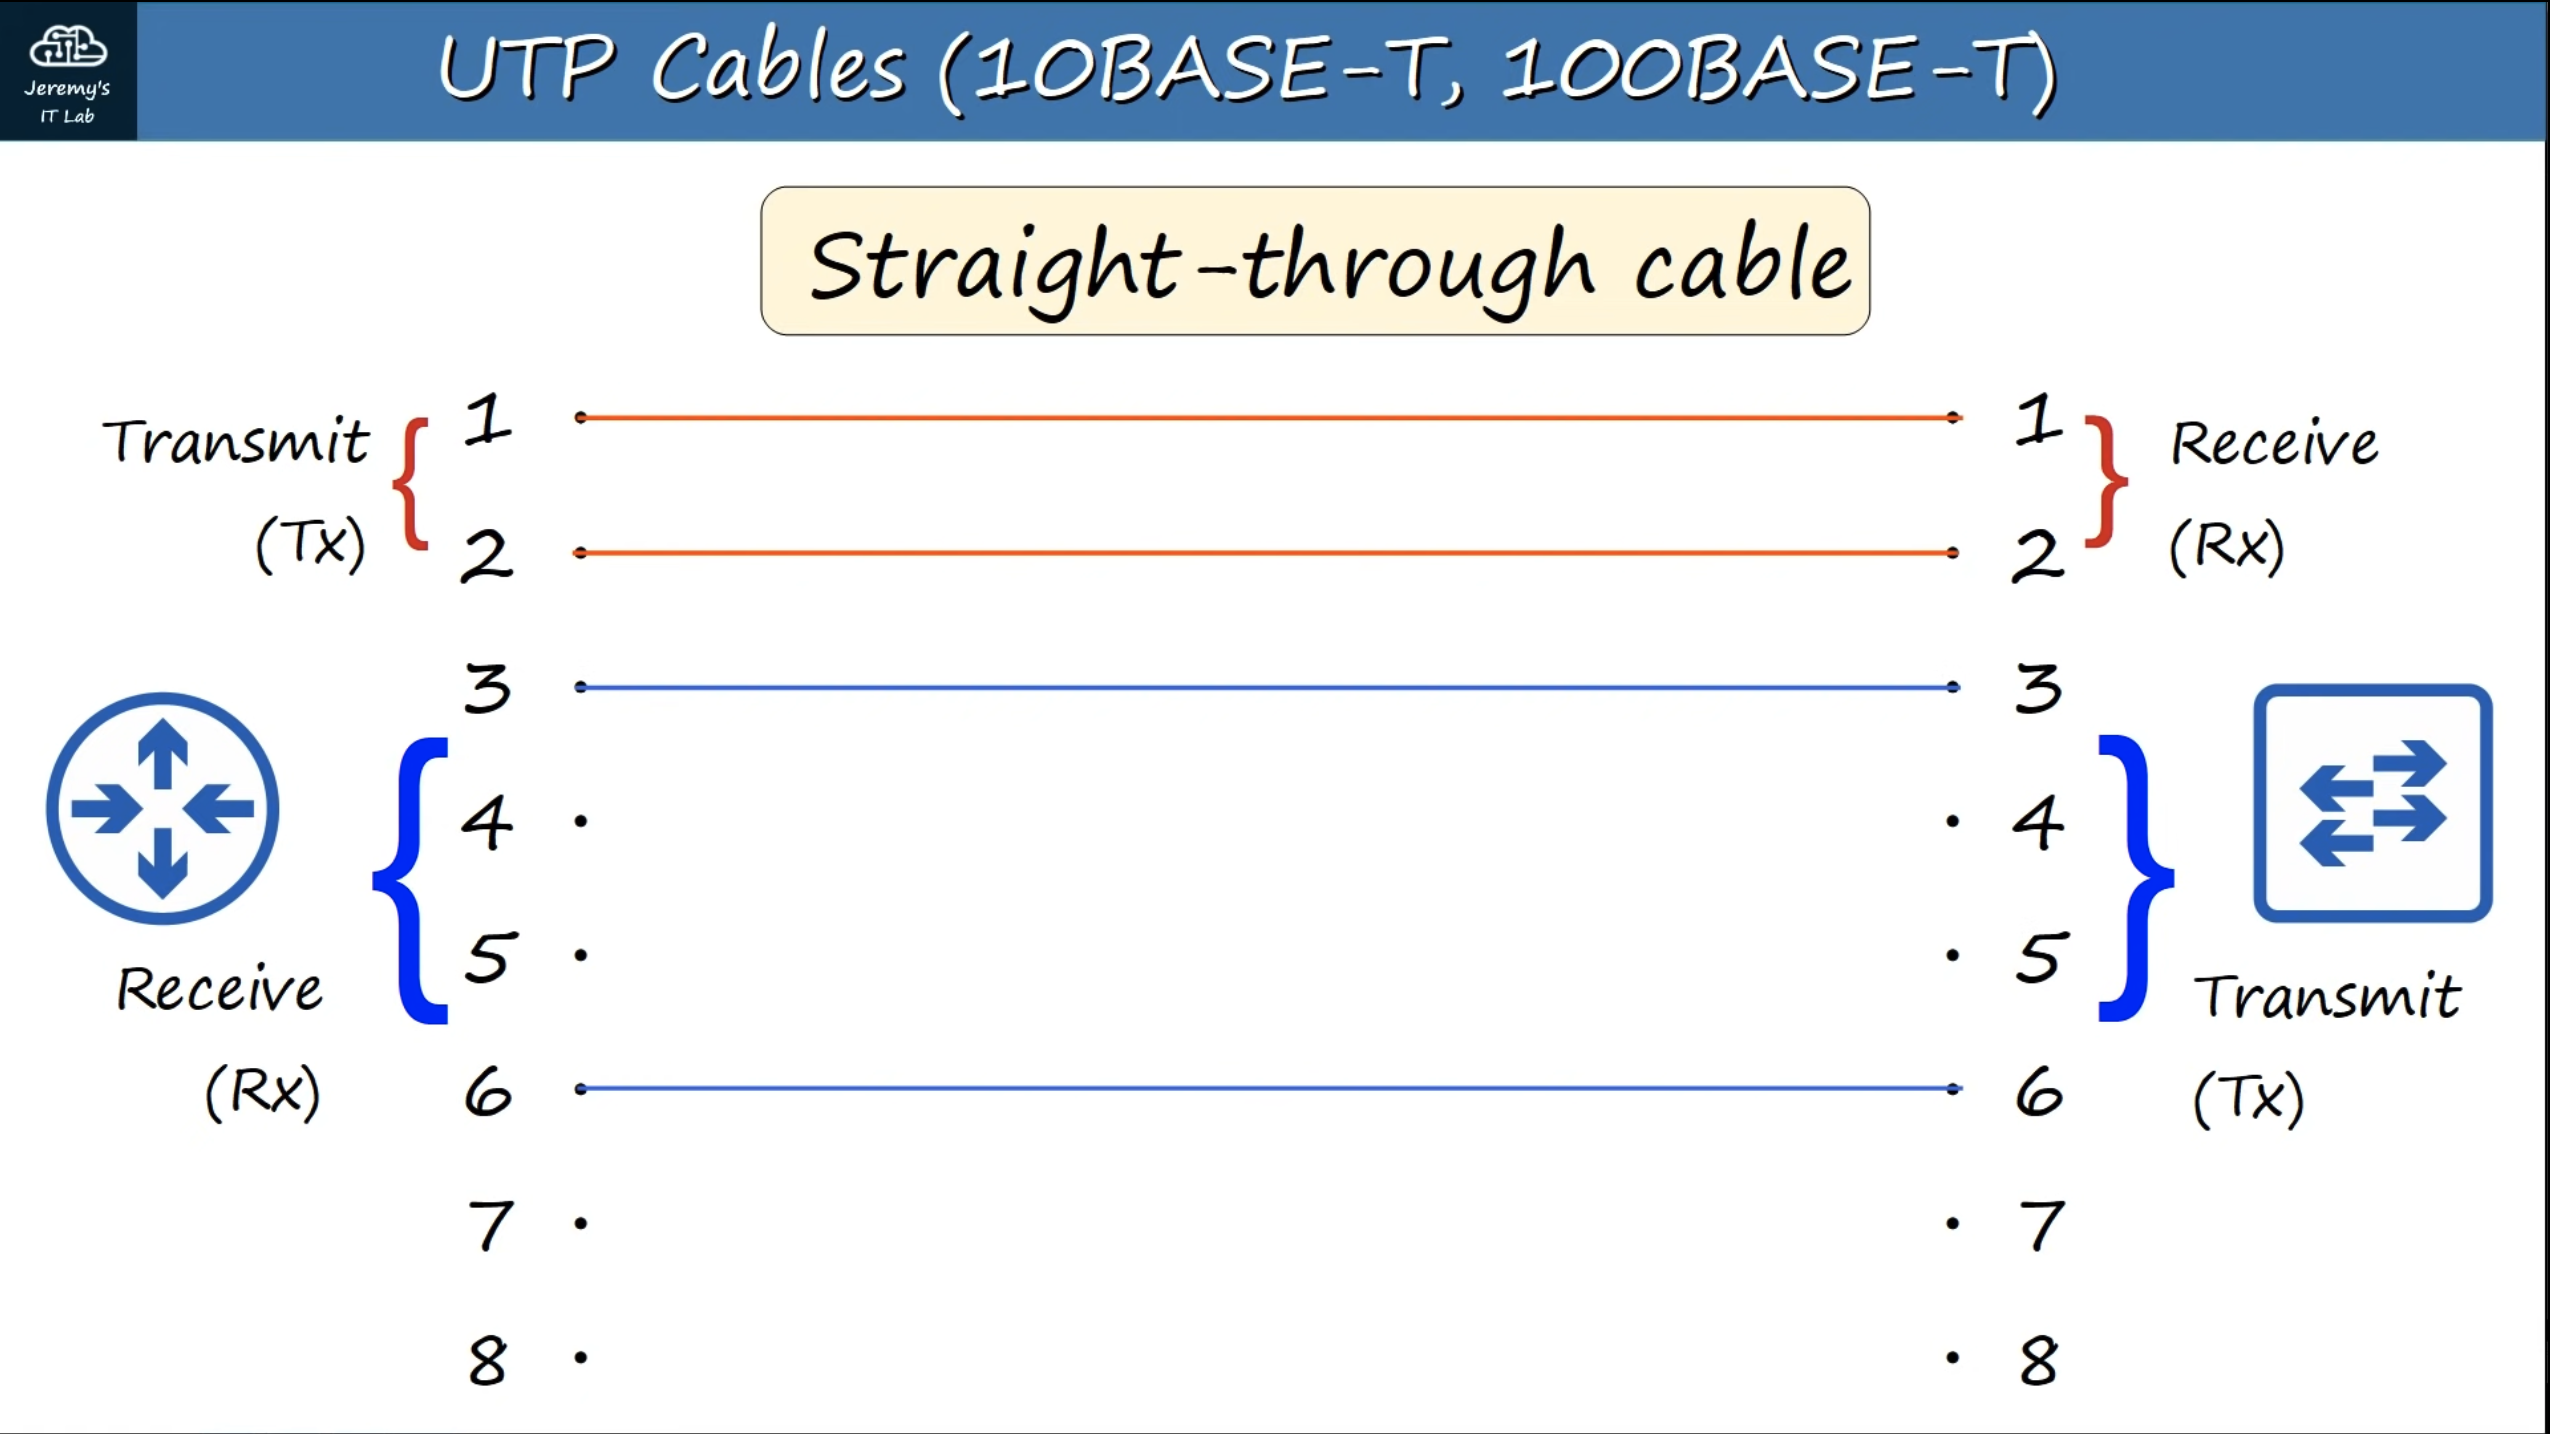 Jeremy's
IT Lab
UTP Cables (10BASE-T, 100BASE-T)
Straight-through cable
Transmit
(Tx)
1
1
Receive
(Rx)
2
2
3
3
4
4
5
5
Receive
(Rx)
Transmit
(Tx)
6
6
7
7
8
8